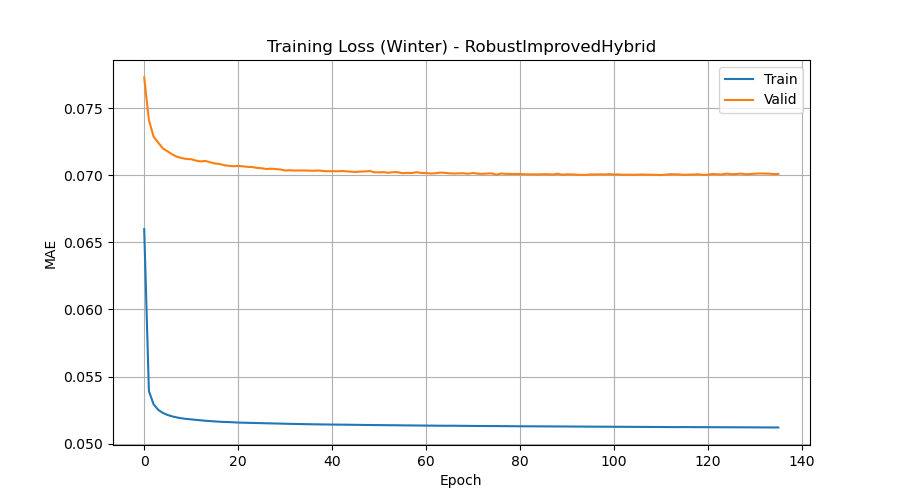 Training Loss (Winter) - RobustImprovedHybrid
Train
Valid
MAE
0.075
0.070
0.065
0.060
0.055
0.050
0 20 40 60 80 100 120 140
Epoch